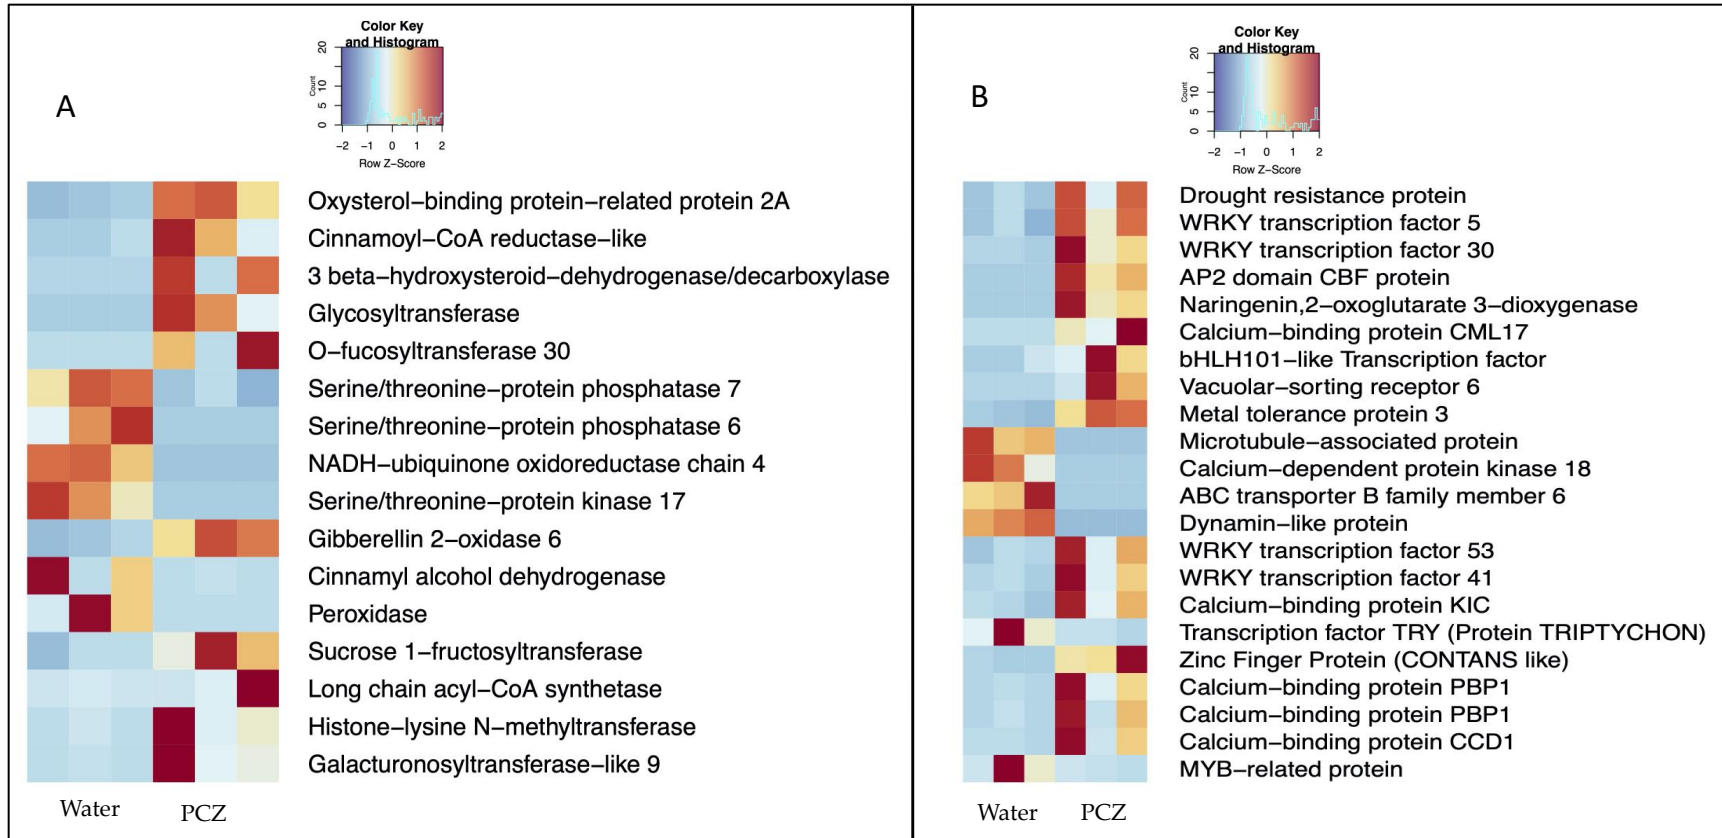 A
Color Key
and Histogram
Count
0 5 10 20
-2 -1 0 1 2
Row Z-Score
Oxysterol-binding protein-related protein 2A
Cinnamoyl-CoA reductase-like
3 beta-hydroxysteroid-dehydrogenase/decarboxylase
Glycosyltransferase
O-fucosyltransferase 30
Serine/threonine-protein phosphatase 7
Serine/threonine-protein phosphatase 6
NADH-ubiquinone oxidoreductase chain 4
Serine/threonine-protein kinase 17
Gibberellin 2-oxidase 6
Cinnamyl alcohol dehydrogenase
Peroxidase
Sucrose 1-fructosyltransferase
Long chain acyl-CoA synthetase
Histone-lysine N-methyltransferase
Galacturonosyltransferase-like 9
Water PCZ
B
Color Key
and Histogram
Count
0 5 10 20
-2 -1 0 1 2
Row Z-Score
Drought resistance protein
WRKY transcription factor 5
WRKY transcription factor 30
AP2 domain CBF protein
Naringenin,2-oxoglutarate 3-dioxygenase
Calcium-binding protein CML17
bHLH101-like Transcription factor
Vacuolar-sorting receptor 6
Metal tolerance protein 3
Microtubule-associated protein
Calcium-dependent protein kinase 18
ABC transporter B family member 6
Dynamin-like protein
WRKY transcription factor 53
WRKY transcription factor 41
Calcium-binding protein KIC
Transcription factor TRY (Protein TRIPTYCHON)
Zinc Finger Protein (CONTANS like)
Calcium-binding protein PBP1
Calcium-binding protein PBP1
Calcium-binding protein CCD1
MYB-related protein
Water PCZ